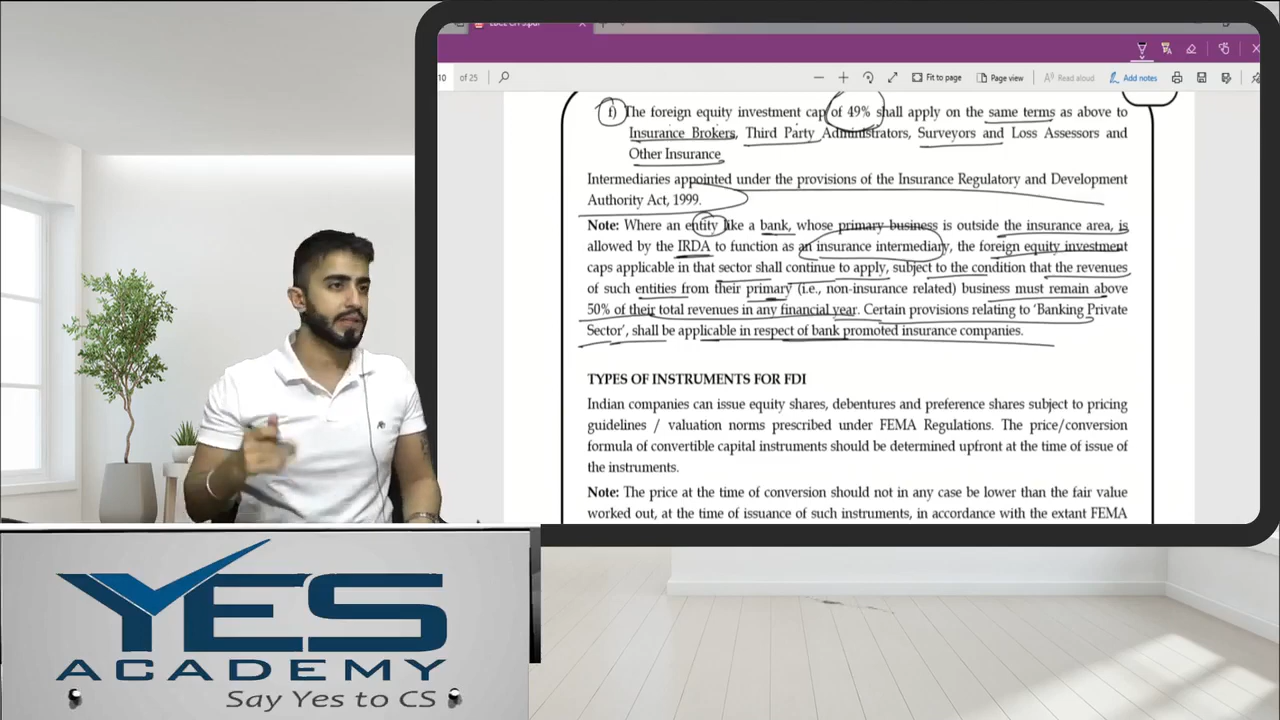 10 of 25
Fit to page
Page view
Read aloud
Add notes
f) The foreign equity investment cap of 49% shall apply on the same terms as above to
Insurance Brokers, Third Party Administrators, Surveyors and Loss Assessors and
Other Insurance
Intermediaries appointed under the provisions of the Insurance Regulatory and Development
Authority Act, 1999.
Note: Where an entity like a bank, whose primary business is outside the insurance area, is
allowed by the IRDA to function as an insurance intermediary, the foreign equity investment
caps applicable in that sector shall continue to apply, subject to the condition that the revenues
of such entities from their primary (i.e., non-insurance related) business must remain above
50% of their total revenues in any financial year. Certain provisions relating to 'Banking Private
Sector', shall be applicable in respect of bank promoted insurance companies.
TYPES OF INSTRUMENTS FOR FDI
Indian companies can issue equity shares, debentures and preference shares subject to pricing
guidelines / valuation norms prescribed under FEMA Regulations. The price/conversion
formula of convertible capital instruments should be determined upfront at the time of issue of
the instruments.
Note: The price at the time of conversion should not in any case be lower than the fair value
worked out, at the time of issuance of such instruments, in accordance with the extant FEMA
YES
ACADEMY
Say Yes to CS